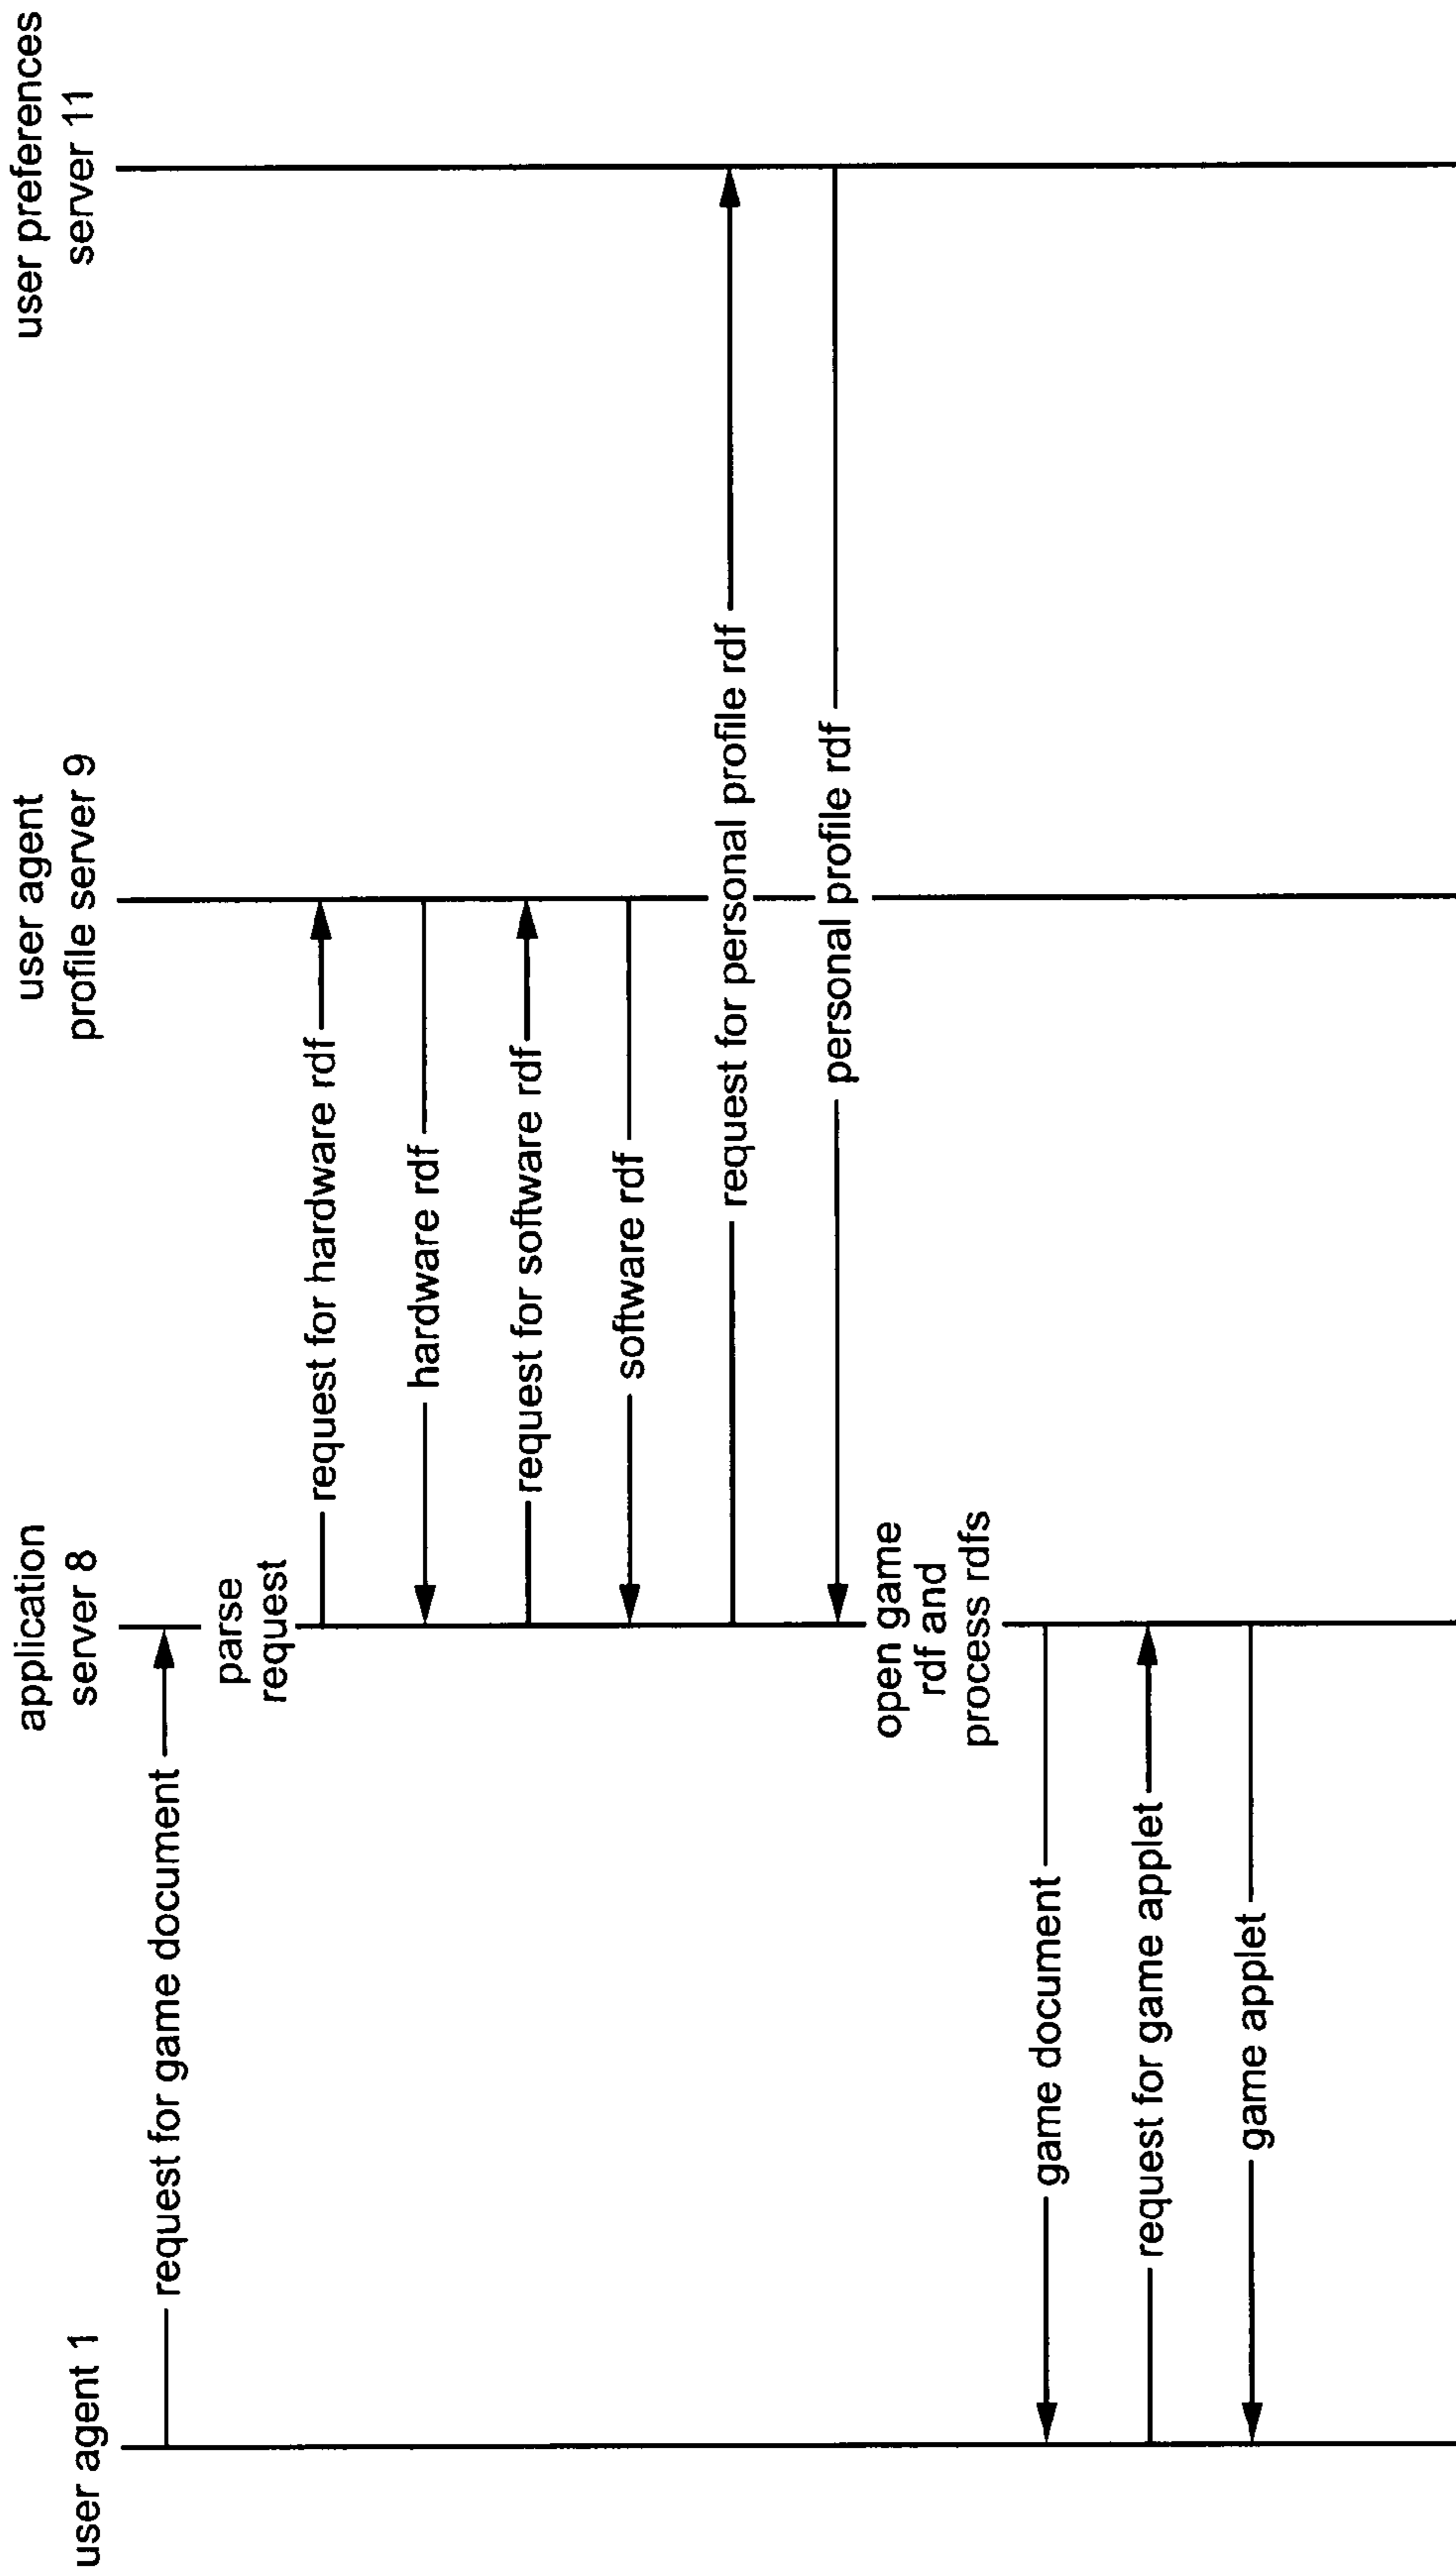 user agent 1
application
server 8
user agent
profile server 9
user preferences
server 11
request for game document
parse
request
request for hardware rdf
hardware rdf
request for software rdf
software rdf
request for personal profile rdf
personal profile rdf
open game
rdf and
process rdfs
game document
request for game applet
game applet